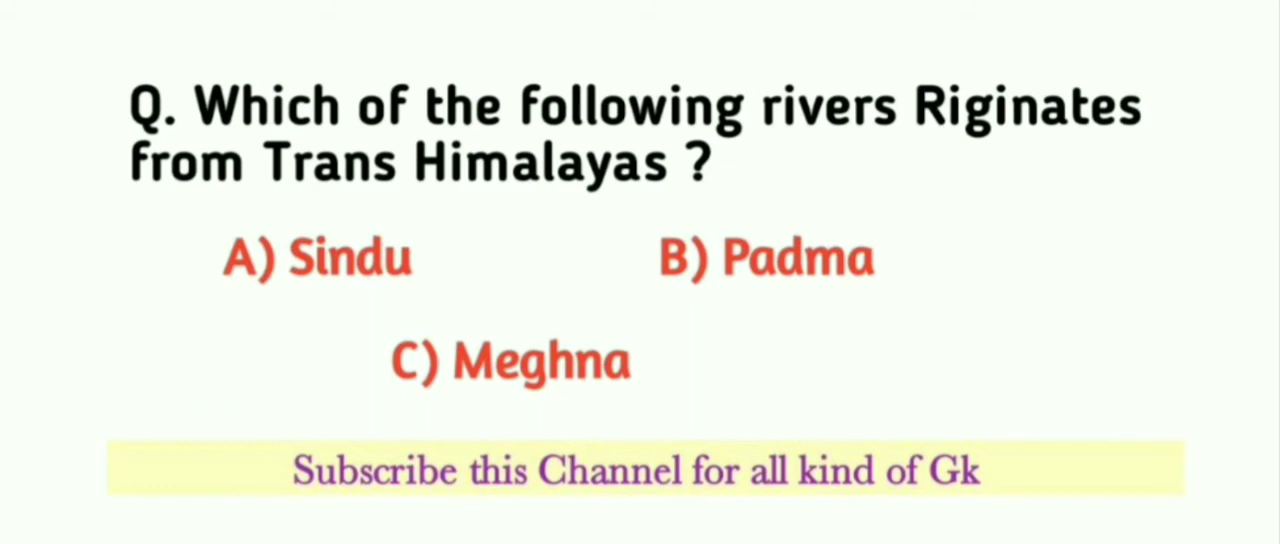 Q. Which of the following rivers Riginates
from Trans Himalayas ?
A) Sindu B) Padma
C) Meghna
Subscribe this Channel for all kind of Gk